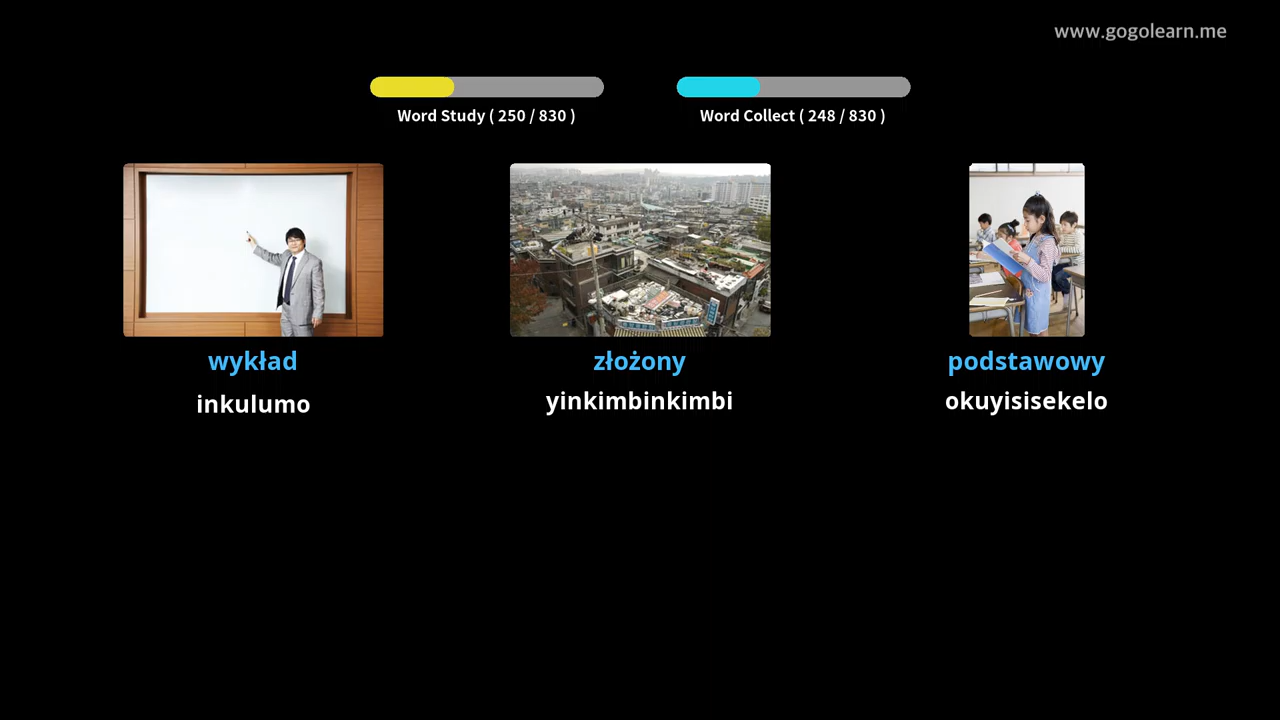 www.gogolearn.me
Word Study ( 250 / 830 )
Word Collect ( 248 / 830 )
wykład
złożony
podstawowy
inkulumo
yinkimbinkimbi
okuyisisekelo